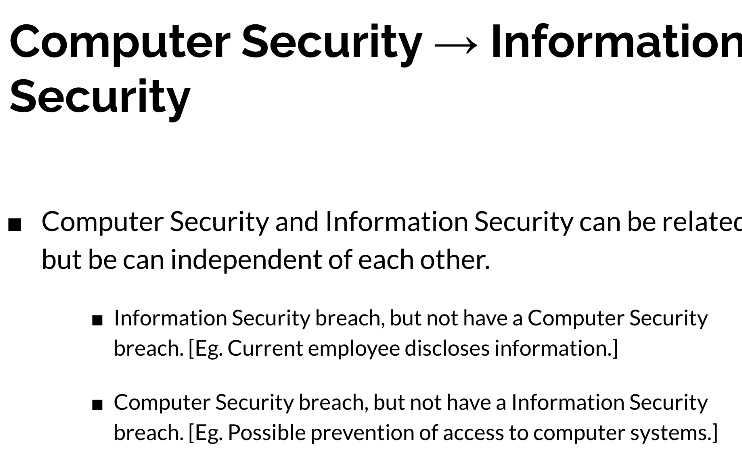 Computer Security → Information
Security
▪ Computer Security and Information Security can be related
but be can independent of each other.
▪ Information Security breach, but not have a Computer Security
breach. [Eg. Current employee discloses information.]
▪ Computer Security breach, but not have a Information Security
breach. [Eg. Possible prevention of access to computer systems.]